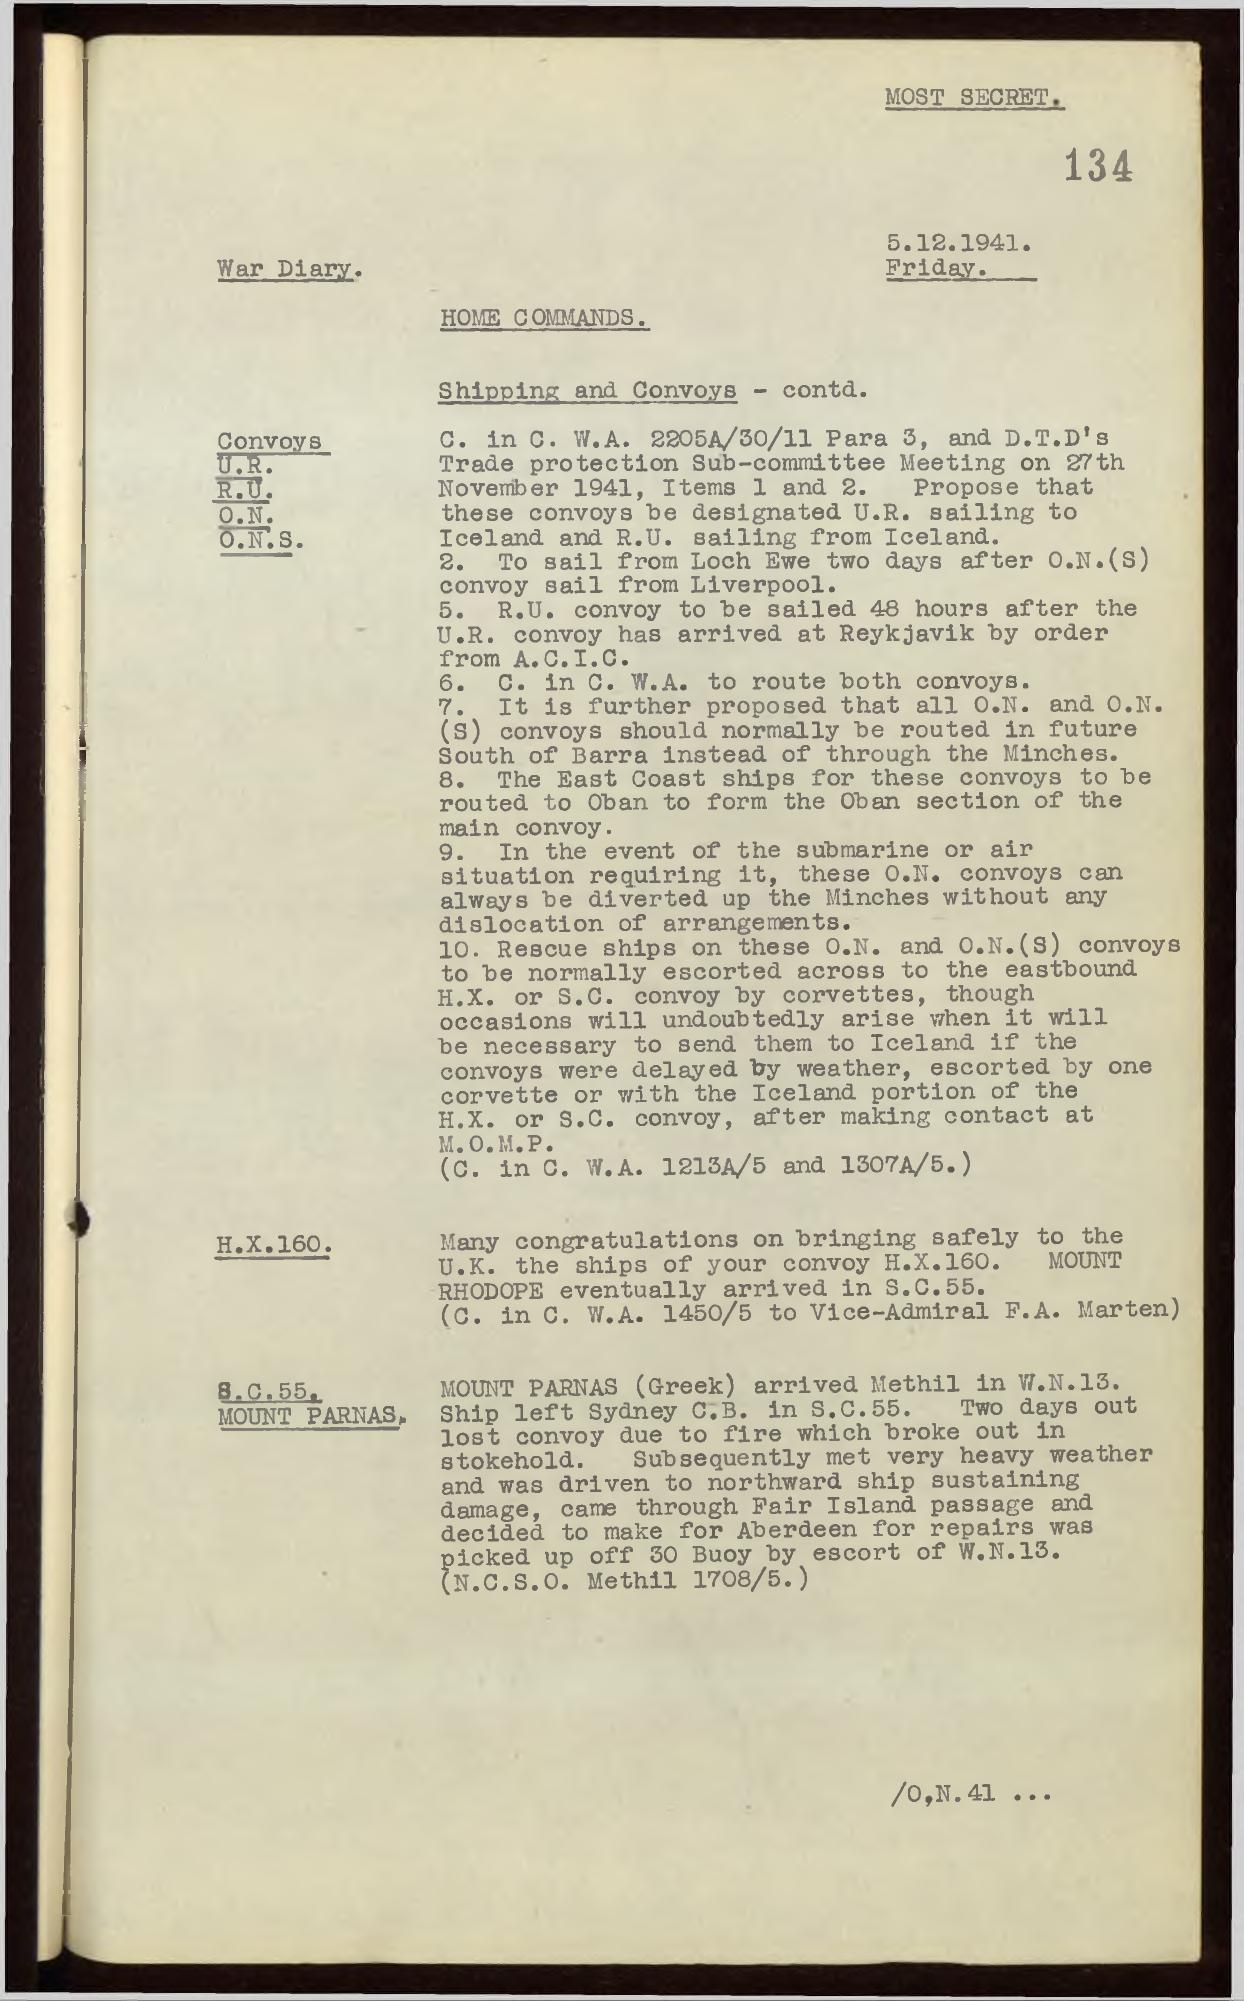 MOST SECRET.
134
5.12.1941.
War Diary.
Friday.
HOME COMMANDS.
Shipping and Convoys - contd.
Convoys
U.R.
R.U.
O.N.
O.N.S.
C. in C. W.A. 2205A/30/11 Para 3, and D.T.D's
Trade protection Sub-committee Meeting on 27th
November 1941, Items 1 and 2. Propose that
these convoys be designated U.R. sailing to
Iceland and R.U. sailing from Iceland.
2. To sail from Loch Ewe two days after O.N.(S)
convoy sail from Liverpool.
5. R.U. convoy to be sailed 48 hours after the
U.R. convoy has arrived at Reykjavik by order
from A.C.I.C.
6. C. in C. W.A. to route both convoys.
7. It is further proposed that all O.N. and O.N.
(S) convoys should normally be routed in future
South of Barra instead of through the Minches.
8. The East Coast ships for these convoys to be
routed to Oban to form the Oban section of the
main convoy.
9. In the event of the submarine or air
situation requiring it, these O.N. convoys can
always be diverted up the Minches without any
dislocation of arrangements.
10. Rescue ships on these O.N. and O.N.(S) convoys
to be normally escorted across to the eastbound
H.X. or S.C. convoy by corvettes, though
occasions will undoubtedly arise when it will
be necessary to send them to Iceland if the
convoys were delayed by weather, escorted by one
corvette or with the Iceland portion of the
H.X. or S.C. convoy, after making contact at
M.O.M.P.
(C. in C. W.A. 1213A/5 and 1307A/5.)
H.X.160.
Many congratulations on bringing safely to the
U.K. the ships of your convoy H.X.160. MOUNT
RHODOPE eventually arrived in S.C.55.
(C. in C. W.A. 1450/5 to Vice-Admiral F.A. Marten)
S.C.55.
MOUNT PARNAS.
MOUNT PARNAS (Greek) arrived Methil in W.N.13.
Ship left Sydney C.B. in S.C.55. Two days out
lost convoy due to fire which broke out in
stokehold. Subsequently met very heavy weather
and was driven to northward ship sustaining
damage, came through Fair Island passage and
decided to make for Aberdeen for repairs was
picked up off 30 Buoy by escort of W.N.13.
(N.C.S.O. Methil 1708/5.)
/O,N.41 ...